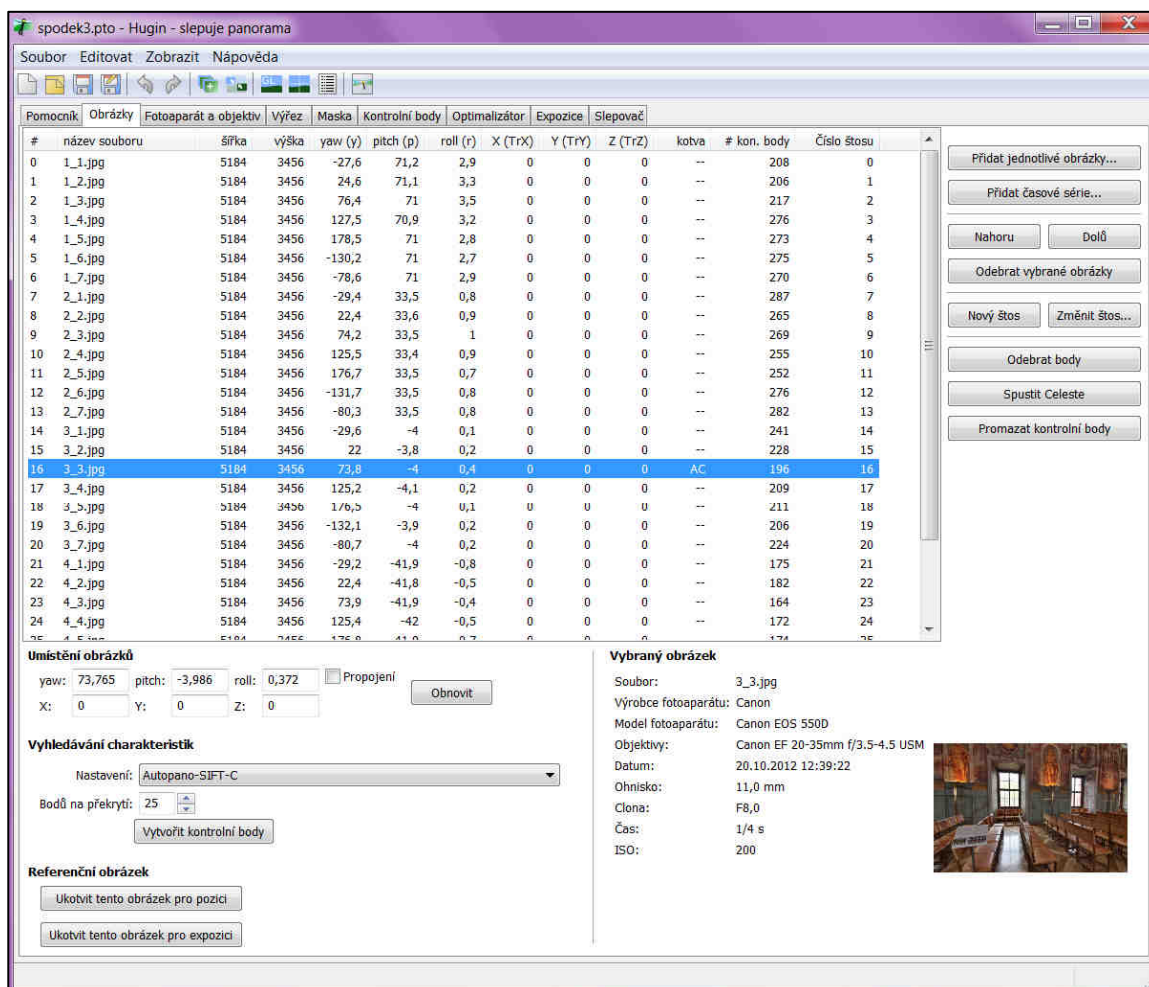 spodek3.pto - Hugin - slepuje panorama
Soubor Editovat Zobrazit Nápověda
Pomocník Obrázky Fotoaparát a objektiv Výřez Maska Kontrolní body Optimalizátor Expozice Slepovač
# název souboru šířka výška yaw (y) pitch (p) roll (r) X (TrX) Y (TrY) Z (TrZ) kotva # kon. body Číslo štosu
0 1_1.jpg 5184 3456 -27,6 71,2 2,9 0 0 0 -- 208 0
1 1_2.jpg 5184 3456 24,6 71,1 3,3 0 0 0 -- 206 1
2 1_3.jpg 5184 3456 76,4 71 3,5 0 0 0 -- 217 2
3 1_4.jpg 5184 3456 127,5 70,9 3,2 0 0 0 -- 276 3
4 1_5.jpg 5184 3456 178,5 71 2,8 0 0 0 -- 273 4
5 1_6.jpg 5184 3456 -130,2 71 2,7 0 0 0 -- 275 5
6 1_7.jpg 5184 3456 -78,6 71 2,9 0 0 0 -- 270 6
7 2_1.jpg 5184 3456 -29,4 33,5 0,8 0 0 0 -- 287 7
8 2_2.jpg 5184 3456 22,4 33,6 0,9 0 0 0 -- 265 8
9 2_3.jpg 5184 3456 74,2 33,5 1 0 0 0 -- 269 9
10 2_4.jpg 5184 3456 125,5 33,4 0,9 0 0 0 -- 255 10
11 2_5.jpg 5184 3456 176,7 33,5 0,7 0 0 0 -- 252 11
12 2_6.jpg 5184 3456 -131,7 33,5 0,8 0 0 0 -- 276 12
13 2_7.jpg 5184 3456 -80,3 33,5 0,8 0 0 0 -- 282 13
14 3_1.jpg 5184 3456 -29,6 -4 0,1 0 0 0 -- 241 14
15 3_2.jpg 5184 3456 22 -3,8 0,2 0 0 0 -- 228 15
16 3_3.jpg 5184 3456 73,8 -4 0,4 0 0 0 AC 196 16
17 3_4.jpg 5184 3456 125,2 -4,1 0,2 0 0 0 -- 209 17
18 3_5.jpg 5184 3456 176,5 -4 0,1 0 0 0 -- 211 18
19 3_6.jpg 5184 3456 -132,1 -3,9 0,2 0 0 0 -- 206 19
20 3_7.jpg 5184 3456 -80,7 -4 0,2 0 0 0 -- 224 20
21 4_1.jpg 5184 3456 -29,2 -41,9 -0,8 0 0 0 -- 175 21
22 4_2.jpg 5184 3456 22,4 -41,8 -0,5 0 0 0 -- 182 22
23 4_3.jpg 5184 3456 73,9 -41,9 -0,4 0 0 0 -- 164 23
24 4_4.jpg 5184 3456 125,4 -42 -0,5 0 0 0 -- 172 24
Přidat jednotlivé obrázky...
Přidat časové série...
Nahoru Dolů
Odebrat vybrané obrázky
Nový štos Změnit štos...
Odebrat body
Spustit Celeste
Promazat kontrolní body
Umístění obrázků
yaw: 73,765 pitch: -3,986 roll: 0,372 Propojení
X: 0 Y: 0 Z: 0
Obnovit
Vyhledávání charakteristik
Nastavení: Autopano-SIFT-C
Bodů na překrytí: 25
Vytvořit kontrolní body
Referenční obrázek
Ukotvit tento obrázek pro pozici
Ukotvit tento obrázek pro expozici
Vybraný obrázek
Soubor: 3_3.jpg
Výrobce fotoaparátu: Canon
Model fotoaparátu: Canon EOS 550D
Objektivy: Canon EF 20-35mm f/3.5-4.5 USM
Datum: 20.10.2012 12:39:22
Ohnisko: 11,0 mm
Clona: F8,0
Čas: 1/4 s
ISO: 200